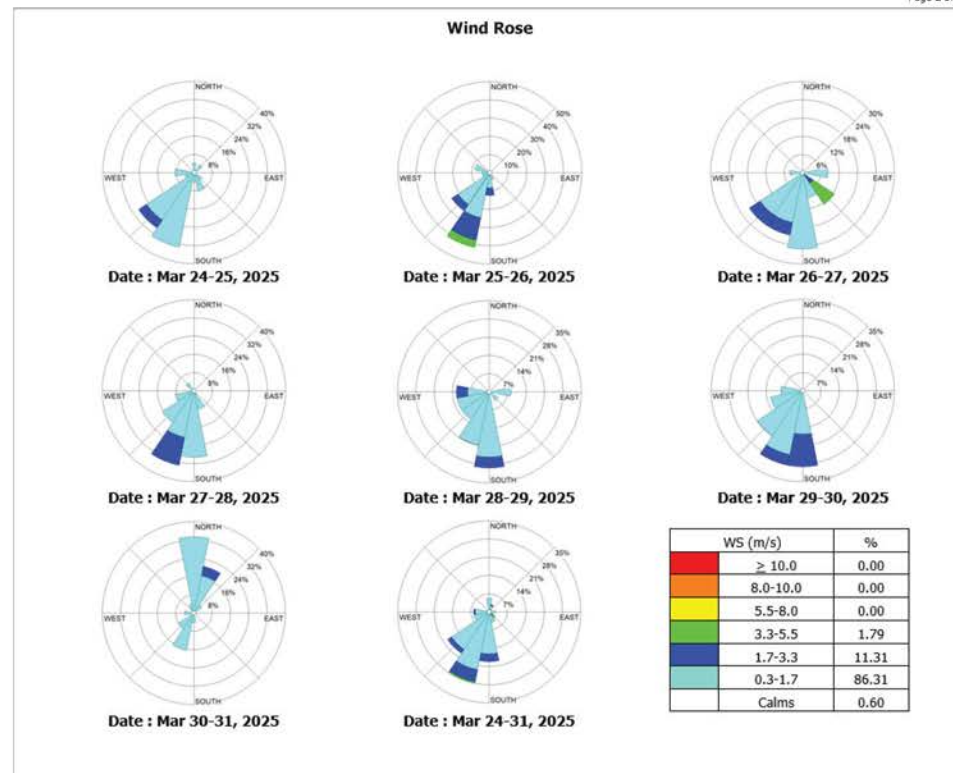 Wind Rose
NORTH
40%
32%
24%
16%
8%
WEST
EAST
SOUTH
Date : Mar 24-25, 2025
NORTH
50%
40%
30%
20%
10%
WEST
EAST
SOUTH
Date : Mar 25-26, 2025
NORTH
30%
24%
18%
12%
6%
WEST
EAST
SOUTH
Date : Mar 26-27, 2025
NORTH
40%
32%
24%
16%
8%
WEST
EAST
SOUTH
Date : Mar 27-28, 2025
NORTH
35%
28%
21%
14%
7%
WEST
EAST
SOUTH
Date : Mar 28-29, 2025
NORTH
35%
28%
21%
14%
7%
WEST
EAST
SOUTH
Date : Mar 29-30, 2025
NORTH
40%
32%
24%
16%
8%
WEST
EAST
SOUTH
Date : Mar 30-31, 2025
NORTH
35%
28%
21%
14%
7%
WEST
EAST
SOUTH
Date : Mar 24-31, 2025
WS (m/s) %
≥ 10.0 0.00
8.0-10.0 0.00
5.5-8.0 0.00
3.3-5.5 1.79
1.7-3.3 11.31
0.3-1.7 86.31
Calms 0.60